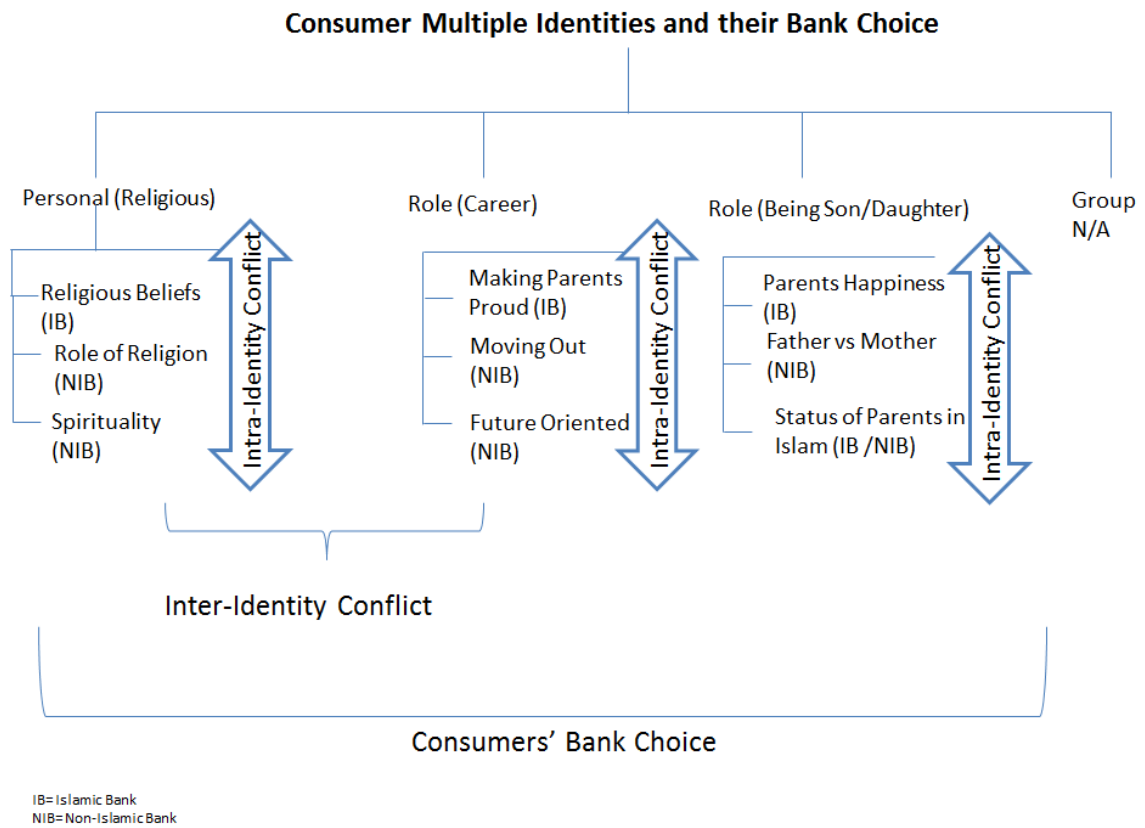 Consumer Multiple Identities and their Bank Choice
Personal (Religious)
Religious Beliefs
(IB)
Role of Religion
(NIB)
Spirituality
(NIB)
Intra-Identity Conflict
Role (Career)
Making Parents
Proud (IB)
Moving Out
(NIB)
Future Oriented
(NIB)
Intra-Identity Conflict
Role (Being Son/Daughter)
Parents Happiness
(IB)
Father vs Mother
(NIB)
Status of Parents in
Islam (IB /NIB)
Intra-Identity Conflict
Group
N/A
Inter-Identity Conflict
Consumers’ Bank Choice
IB= Islamic Bank
NIB=Non-Islamic Bank